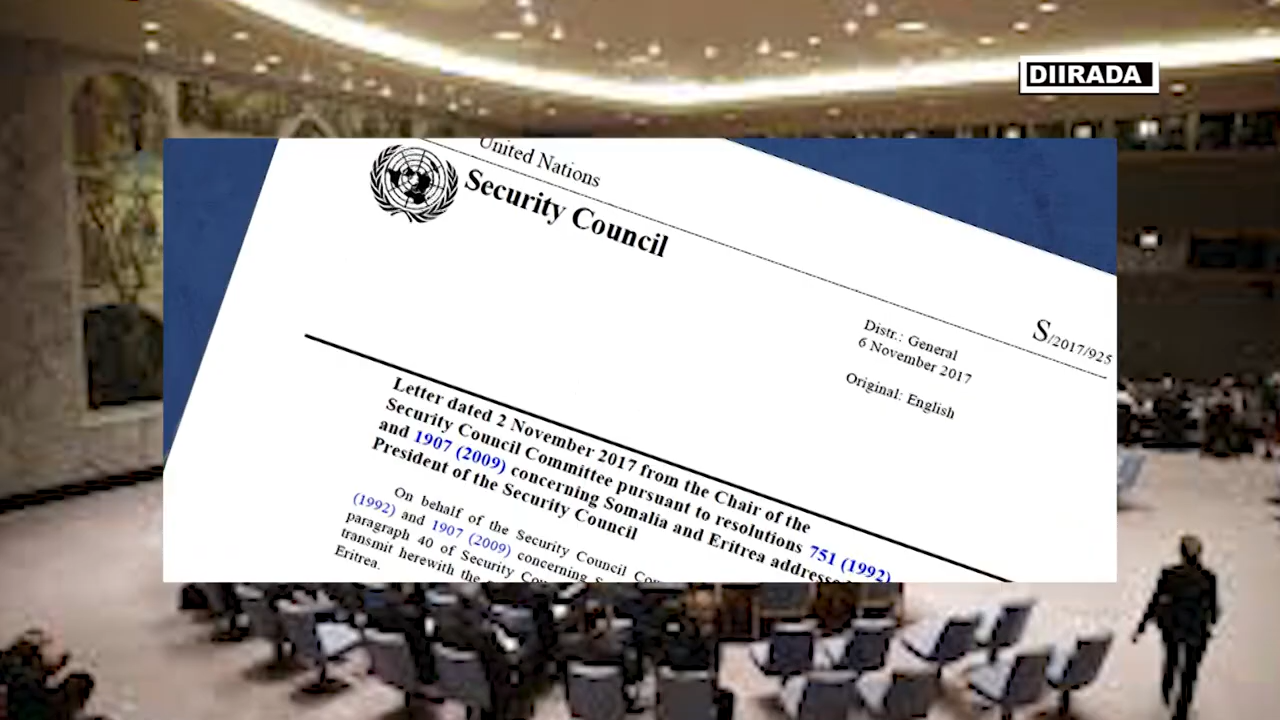 DIIRADA
United Nations
Security Council
S/2017/925
Distr.: General
6 November 2017
Original: English
Letter dated 2 November 2017 from the Chair of the
Security Council Committee pursuant to resolutions 751 (1992)
and 1907 (2009) concerning Somalia and Eritrea
President of the Security Council
On behalf of the Security Council
(1992) and 1907 (2009) concerning
paragraph 40 of Security
transmit herewith the
Eritrea.